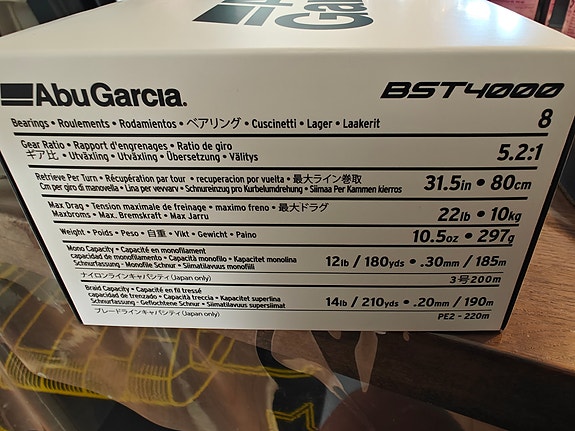 Ga
AbuGarcia.
BST4000
Bearings • Roulements • Rodamientos • ベアリング • Cuscinetti • Lager • Laakerit
8
Gear Ratio • Rapport d'engrenages • Ratio de giro
ギア比 • Utväxling • Utväxling • Übersetzung • Välitys
5.2:1
Retrieve Per Turn • Récupération par tour • recuperacion por vuelta • 最大ライン巻取
Cm per giro di manovella • Lina per vevvarv • Schnureinzug pro Kurbelumdrehung • Siimaa Per Kammen kierros
31.5in • 80cm
Max Drag • Tension maximale de freinage • maximo freno • 最大ドラグ
Maxbroms • Max. Bremskraft • Max Jarru
22lb • 10kg
Weight • Poids • Peso • 自重 • Vikt • Gewicht • Paino
10.5oz • 297g
Mono Capacity • Capacité en monofilament
capacidad de monofilamento • Capacità monofilo • Kapacitet monolina
Schnurfassung - Monofile Schnur • Siimatilavuus monofiili
12lb / 180yds • .30mm / 185m
ナイロンラインキャパシティ (Japan only)
3号200m
Braid Capacity • Capacité en fil tressé
capacidad de trenzado • Capacità treccia • Kapacitet superlina
Schnurfassung - Geflochtene Schnur • Siimatilavuus supersiimat
14lb / 210yds • .20mm / 190m
ブレードラインキャパシティ (Japan only)
PE2 - 220m